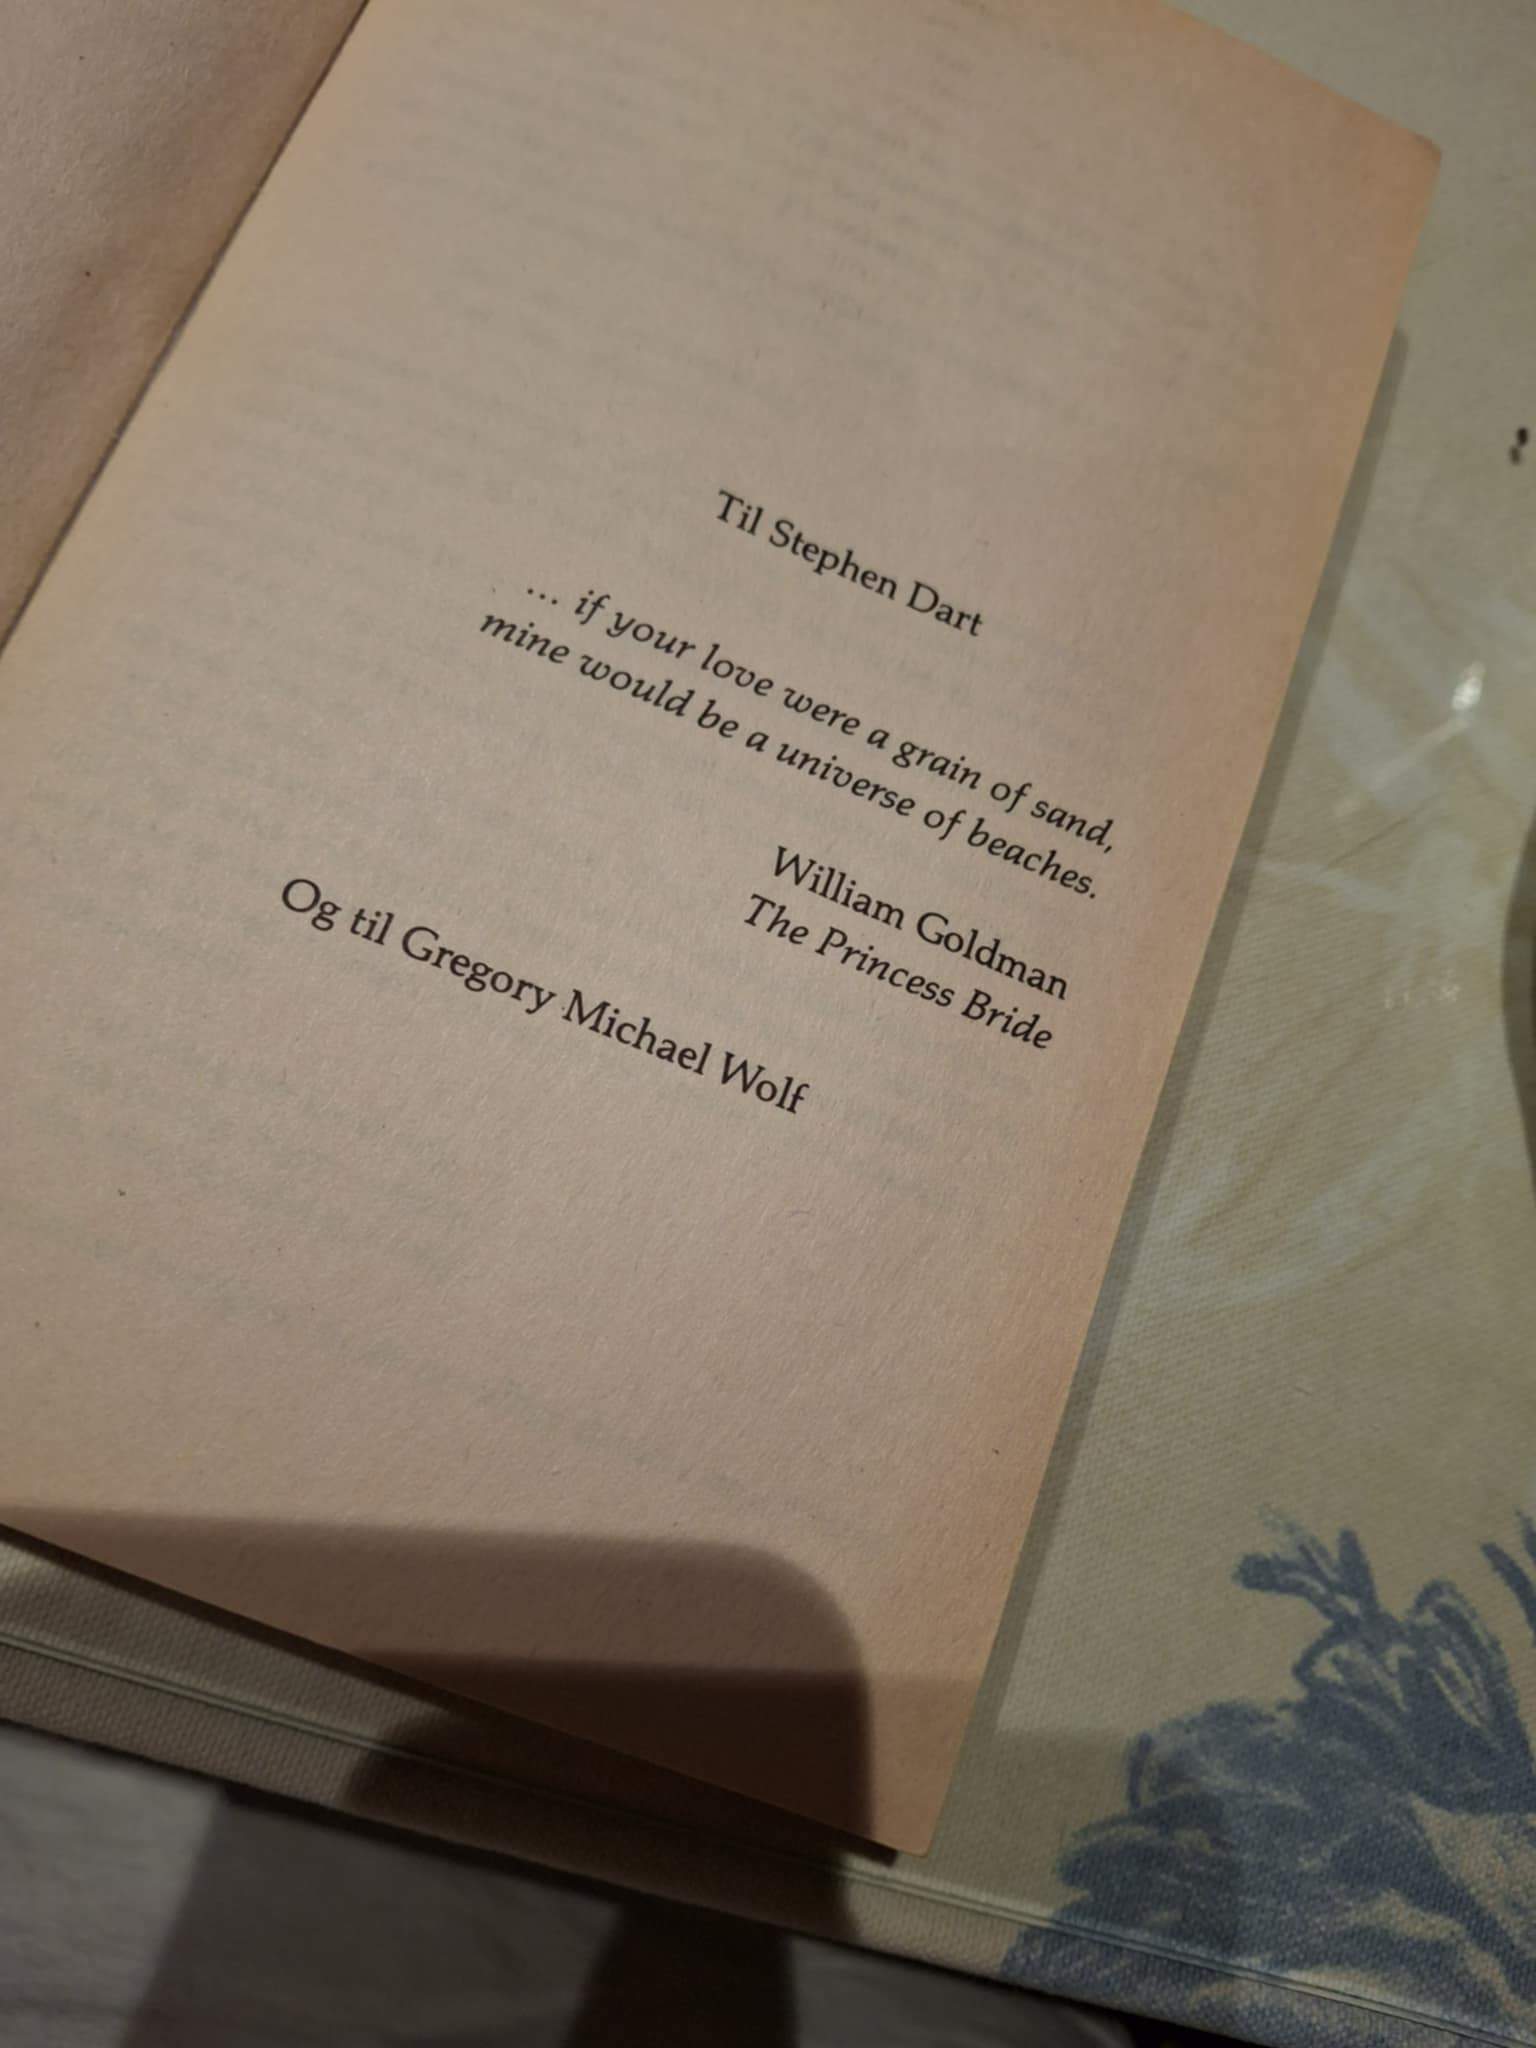 Til Stephen Dart
... if your love were a grain of sand,
mine would be a universe of beaches.
William Goldman
The Princess Bride
Og til Gregory Michael Wolf